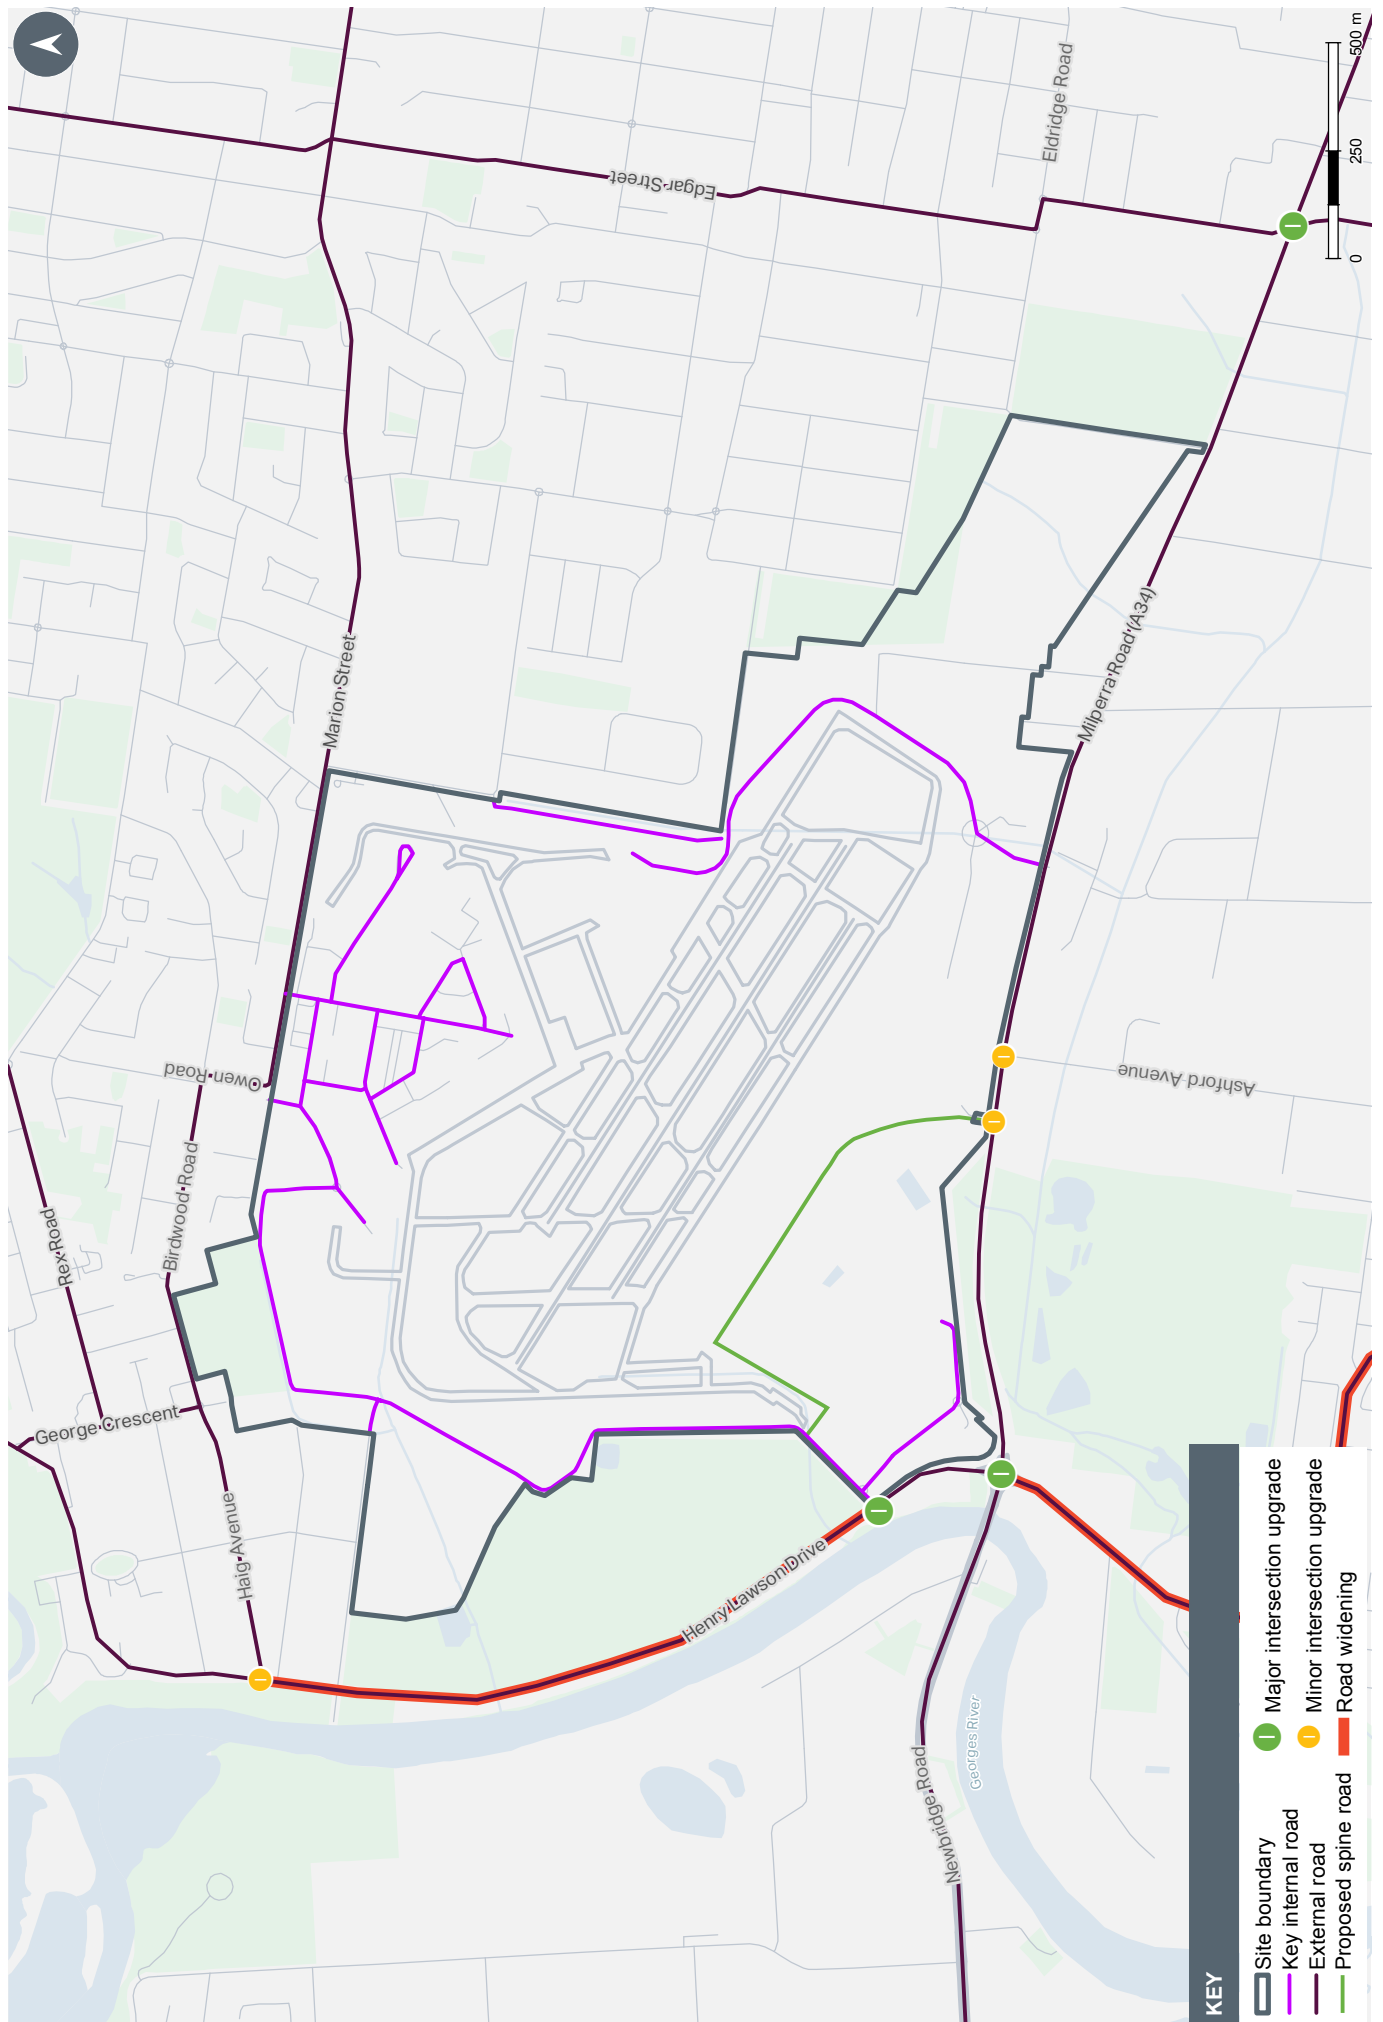 Rex Road
George Crescent
Birdwood Road
Owen Road
Haig Avenue
Marion Street
Edgar Street
Eldridge Road
Henry Lawson Drive
Newbridge Road
Georges River
Milperra Road (A34)
Ashford Avenue
0
250
500 m
KEY
Site boundary
Key internal road
External road
Proposed spine road
Major intersection upgrade
Minor intersection upgrade
Road widening